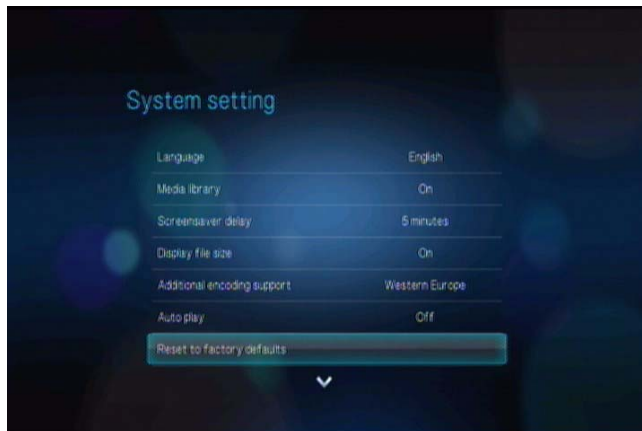 System setting
Language English
Media library On
Screensaver delay 5 minutes
Display file size On
Additional encoding support Western Europe
Auto play Off
Reset to factory defaults